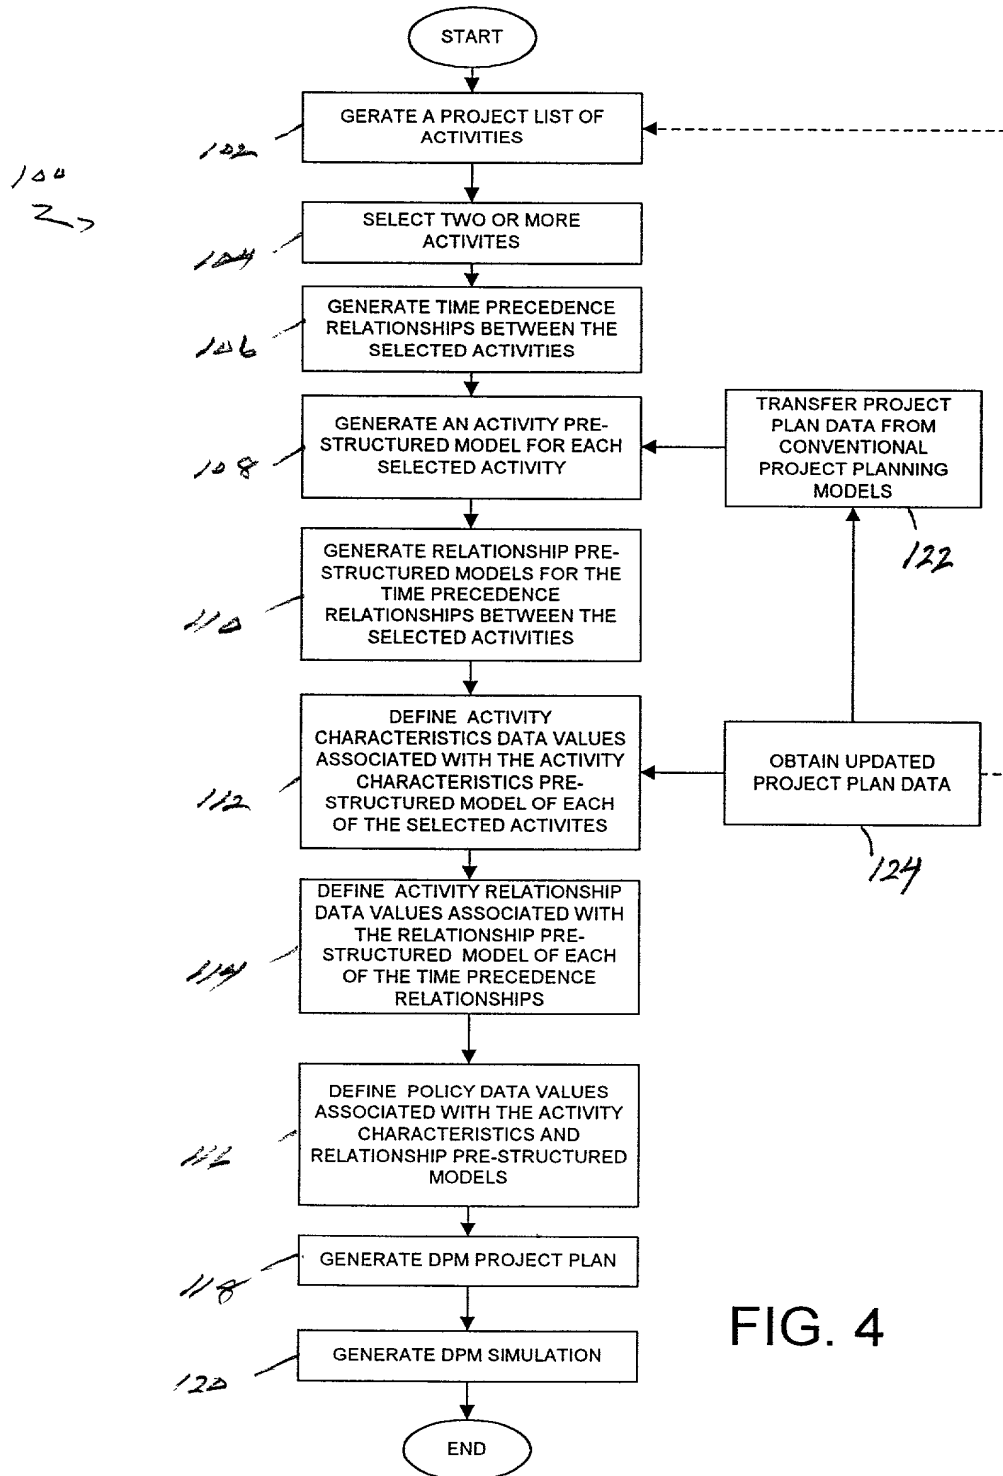 START
GERATE A PROJECT LIST OF
ACTIVITIES
102
100
SELECT TWO OR MORE
ACTIVITES
104
GENERATE TIME PRECEDENCE
RELATIONSHIPS BETWEEN THE
SELECTED ACTIVITIES
106
GENERATE AN ACTIVITY PRE-
STRUCTURED MODEL FOR EACH
SELECTED ACTIVITY
108
TRANSFER PROJECT
PLAN DATA FROM
CONVENTIONAL
PROJECT PLANNING
MODELS
122
GENERATE RELATIONSHIP PRE-
STRUCTURED MODELS FOR THE
TIME PRECEDENCE
RELATIONSHIPS BETWEEN THE
SELECTED ACTIVITIES
110
DEFINE ACTIVITY
CHARACTERISTICS DATA VALUES
ASSOCIATED WITH THE ACTIVITY
CHARACTERISTICS PRE-
STRUCTURED MODEL OF EACH
OF THE SELECTED ACTIVITES
112
OBTAIN UPDATED
PROJECT PLAN DATA
124
DEFINE ACTIVITY RELATIONSHIP
DATA VALUES ASSOCIATED WITH
THE RELATIONSHIP PRE-
STRUCTURED MODEL OF EACH
OF THE TIME PRECEDENCE
RELATIONSHIPS
114
DEFINE POLICY DATA VALUES
ASSOCIATED WITH THE ACTIVITY
CHARACTERISTICS AND
RELATIONSHIP PRE-STRUCTURED
MODELS
116
GENERATE DPM PROJECT PLAN
118
GENERATE DPM SIMULATION
120
END
FIG. 4